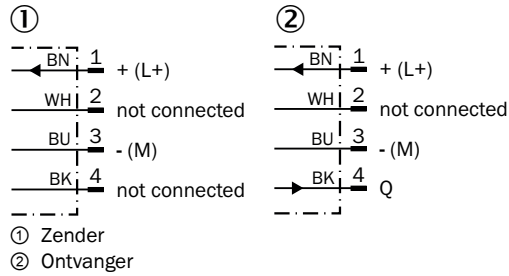 ① ②
BN 1 + (L+) BN 1 + (L+)
WH 2 not connected WH 2 not connected
BU 3 - (M) BU 3 - (M)
BK 4 not connected BK 4 Q
① Zender
② Ontvanger